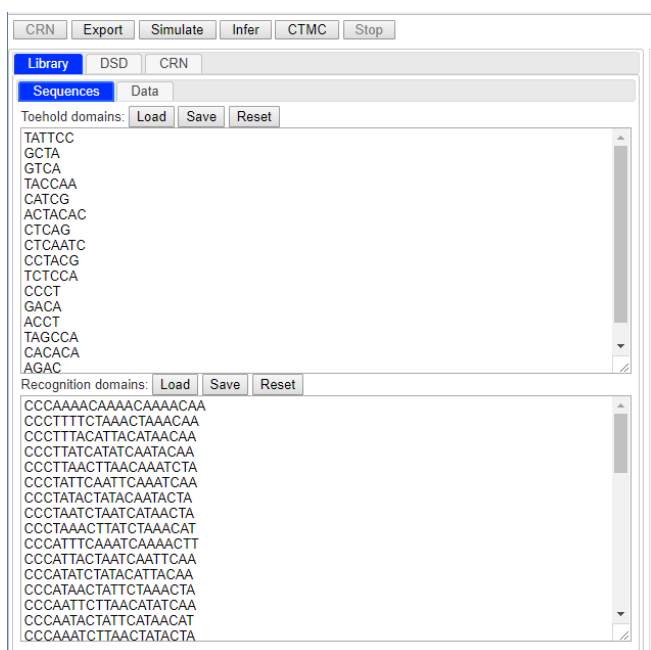 CRN Export Simulate Infer CTMC Stop
Library DSD CRN
Sequences Data
Toehold domains: Load Save Reset
TATTCC
GCTA
GTCA
TACCAA
CATCG
ACTACAC
CTCAG
CTCAATC
CCTACG
TCTCCA
CCCT
GACA
ACCT
TAGCCA
CACACA
AGAC
Recognition domains: Load Save Reset
CCCAAAACAAAACAAAACAA
CCCTTTTCTAAACTAAACAA
CCCTTTACATTACATAACAA
CCCTTATCATATCAATACAA
CCCTTAACTTAACAAATCTA
CCCTATTCAATTCAAATCAA
CCCTATACTATACAATACTA
CCCTAATCTAATCATAACTA
CCCTAAACTTATCTAAACAT
CCCATTTCAAATCAAAACTT
CCCATTACTAATCAATTCAA
CCCATATCTATACATTACAA
CCCATAACTATTCTAAACTA
CCCAATTCTTAACATATCAA
CCCAATACTATTCATAACAT
CCCAAATCTTAACTATACTA